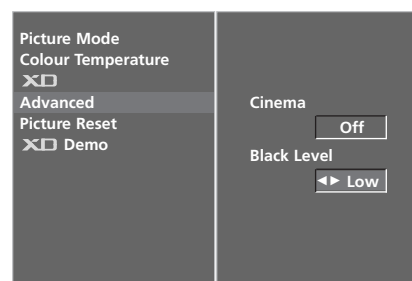 Picture Mode
Colour Temperature
XD
Advanced
Picture Reset
XD Demo
Cinema
Off
Black Level
◄► Low